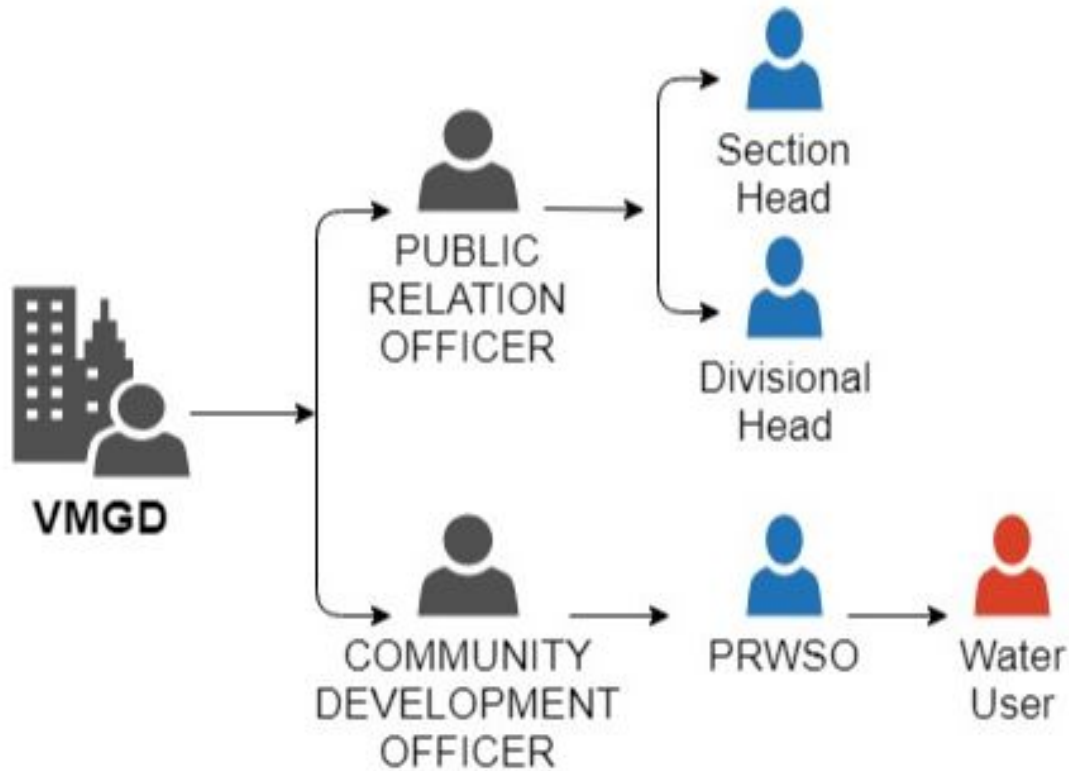 Section
Head
PUBLIC
RELATION
OFFICER
Divisional
Head
VMGD
COMMUNITY
DEVELOPMENT
OFFICER
PRWSO
Water
User